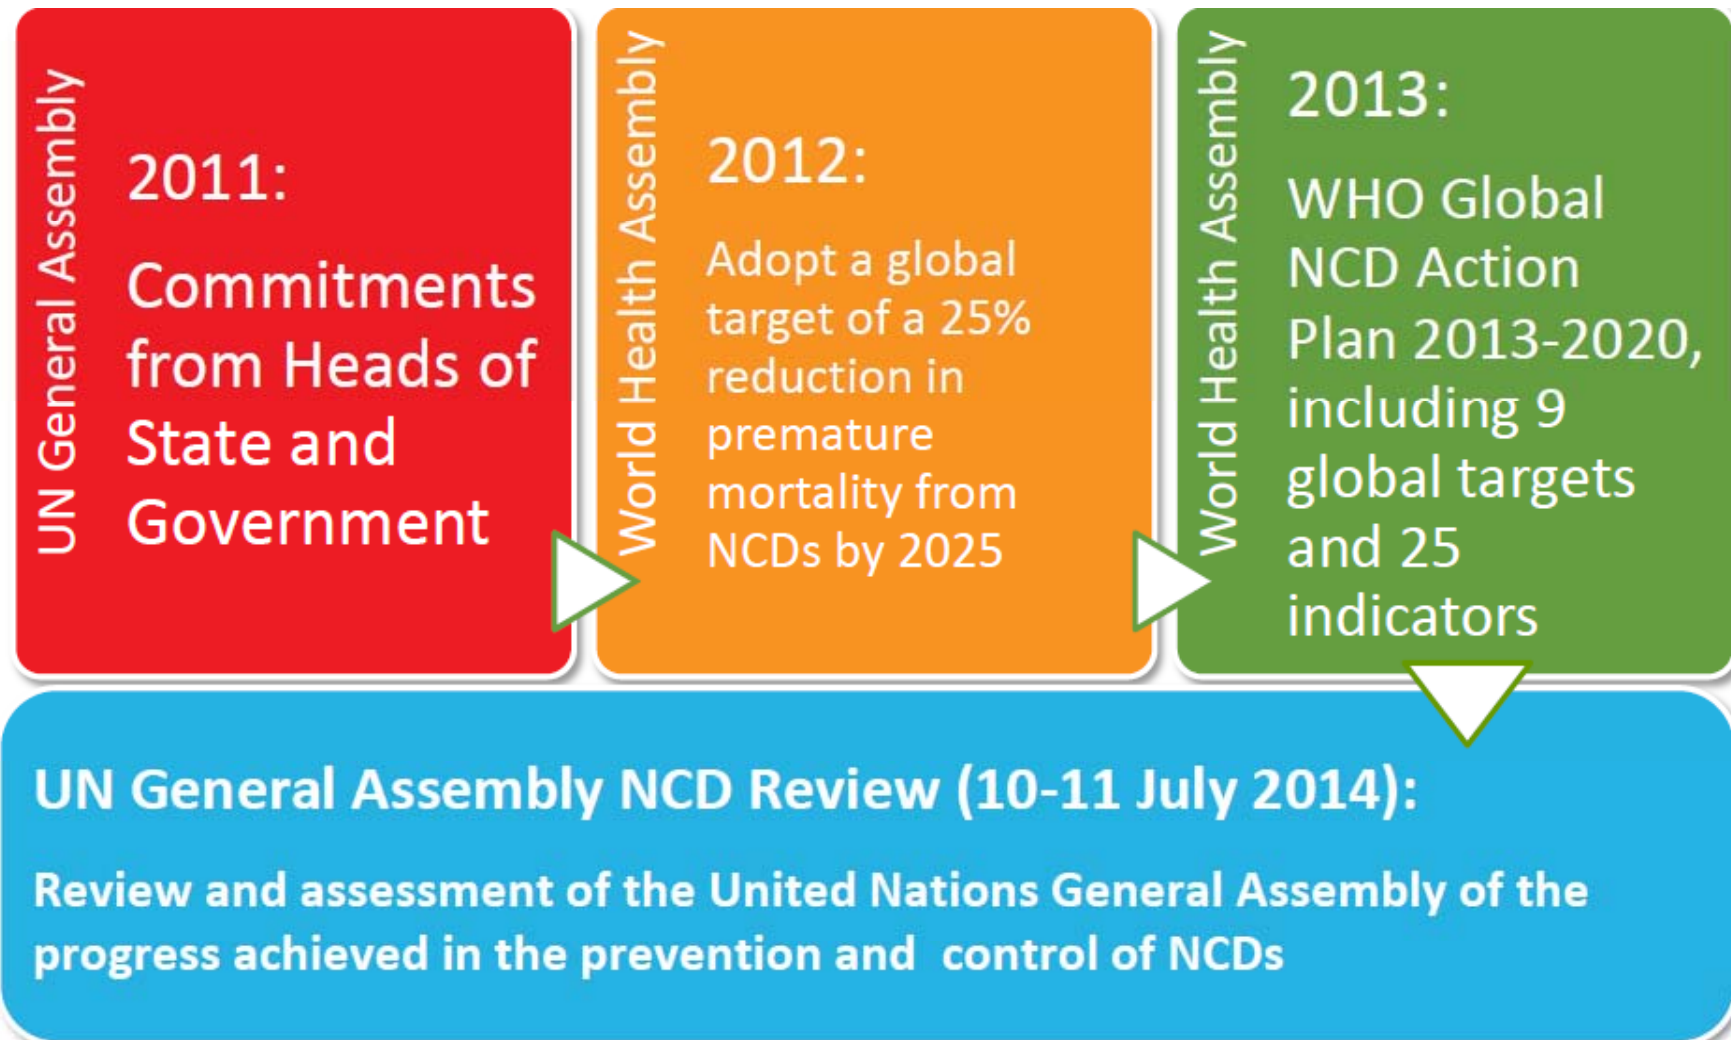 UN General Assembly
2011:
Commitments
from Heads of
State and
Government
World Health Assembly
2012:
Adopt a global
target of a 25%
reduction in
premature
mortality from
NCDs by 2025
World Health Assembly
2013:
WHO Global
NCD Action
Plan 2013-2020,
including 9
global targets
and 25
indicators
UN General Assembly NCD Review (10-11 July 2014):
Review and assessment of the United Nations General Assembly of the
progress achieved in the prevention and  control of NCDs